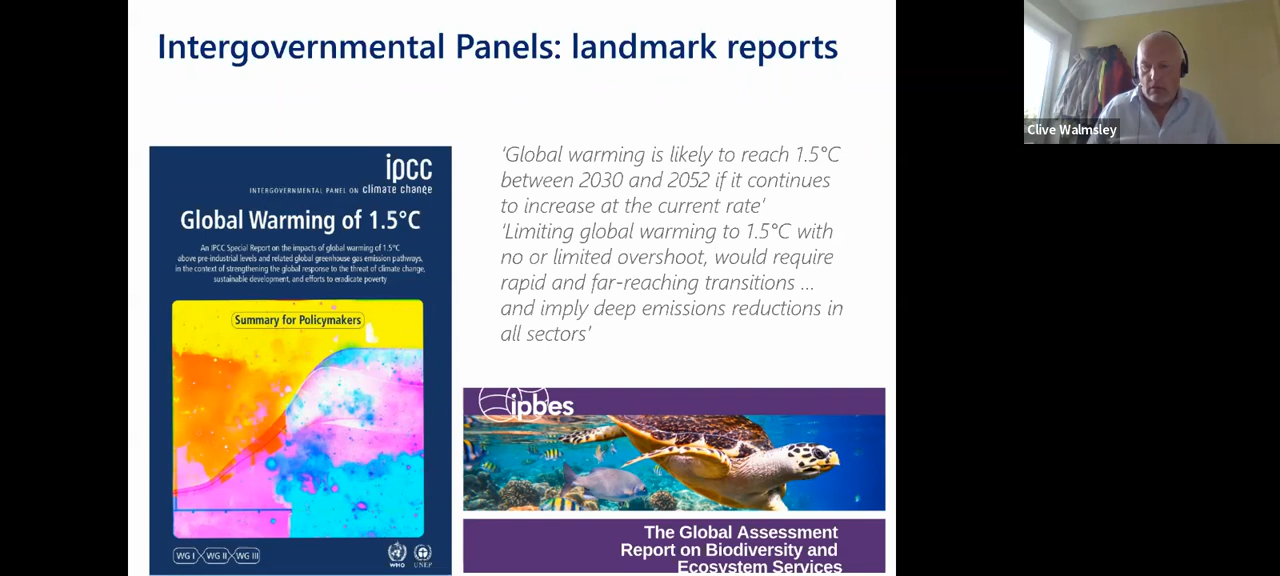 Intergovernmental Panels: landmark reports
Clive Walmsley
ipcc
INTERGOVERNMENTAL PANEL ON climate change
Global Warming of 1.5°C
An IPCC Special Report on the impacts of global warming of 1.5°C
above pre-industrial levels and related global greenhouse gas emission pathways,
in the context of strengthening the global response to the threat of climate change,
sustainable development, and efforts to eradicate poverty
Summary for Policymakers
WG I WG II WG III
WMO UNEP
'Global warming is likely to reach 1.5°C
between 2030 and 2052 if it continues
to increase at the current rate'
'Limiting global warming to 1.5°C with
no or limited overshoot, would require
rapid and far-reaching transitions ...
and imply deep emissions reductions in
all sectors'
ipbes
The Global Assessment
Report on Biodiversity and
Ecosystem Services